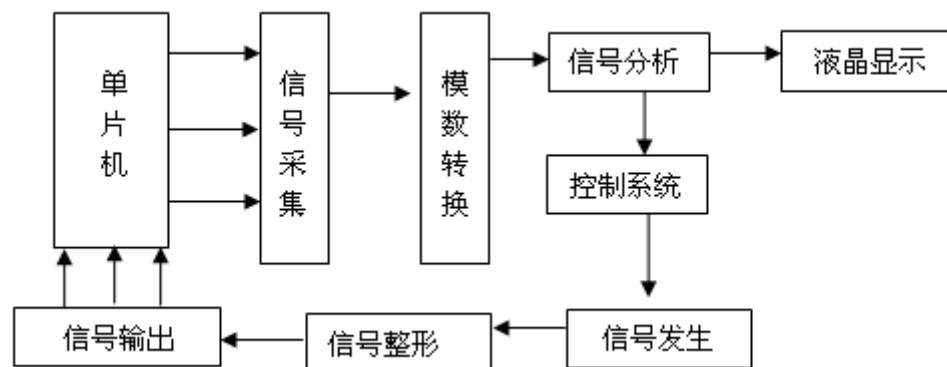 单片机
信号采集
模数转换
信号分析
液晶显示
控制系统
信号输出
信号整形
信号发生